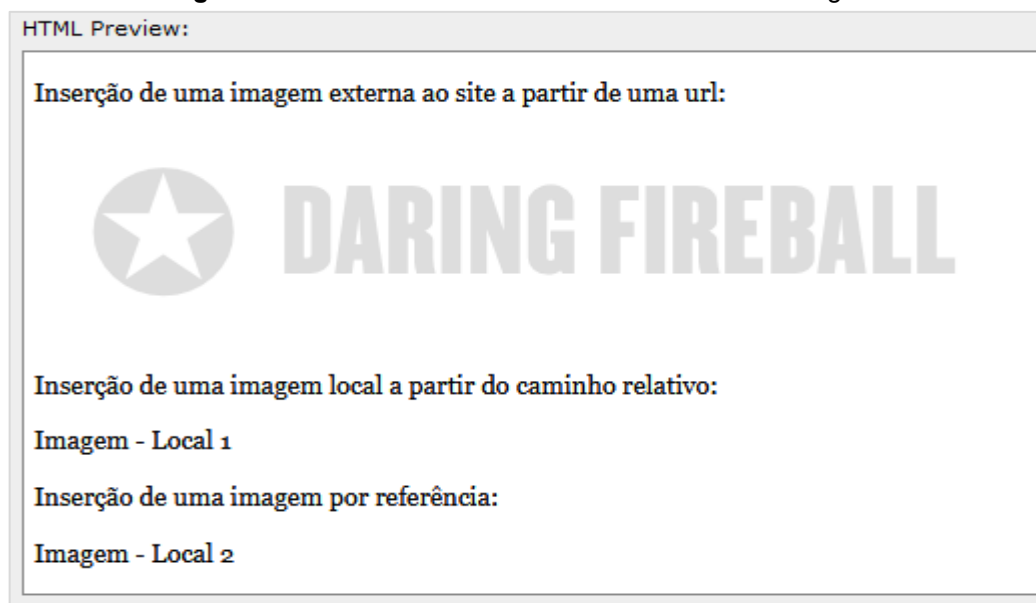 HTML Preview:
Inserção de uma imagem externa ao site a partir de uma url:
DARING FIREBALL
Inserção de uma imagem local a partir do caminho relativo:
Imagem - Local 1
Inserção de uma imagem por referência:
Imagem - Local 2